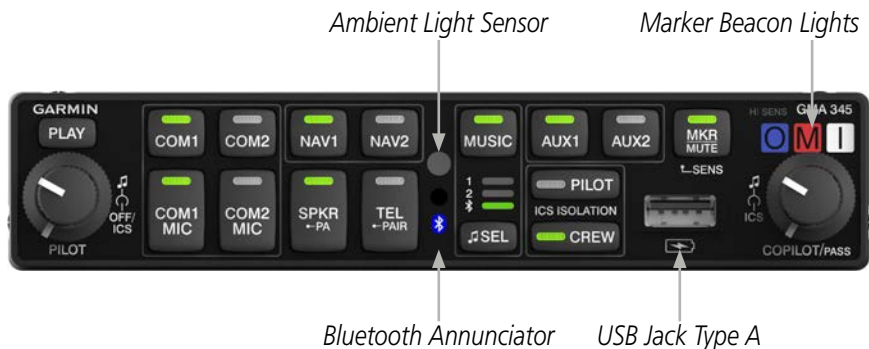 Ambient Light Sensor Marker Beacon Lights
GARMIN HI SENS GMA 345
PLAY COM1 COM2 NAV1 NAV2 MUSIC AUX1 AUX2 MKR MUTE O M I
SENS
1
2
PILOT
OFF/ICS
COM1 MIC
COM2 MIC
SPKR
PA
TEL
PAIR
ICS ISOLATION
ICS
SEL
CREW
PILOT
COPILOT/PASS
Bluetooth Annunciator USB Jack Type A